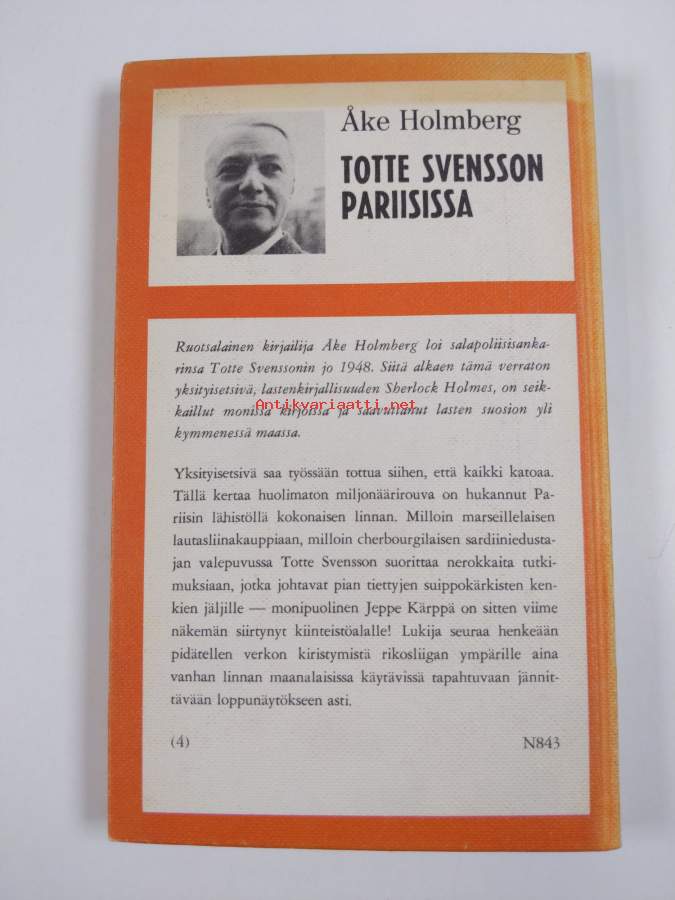 Åke Holmberg
TOTTE SVENSSON
PARIISISSA
Ruotsalainen kirjailija Åke Holmberg loi salapoliisisanka-
rinsa Totte Svenssonin jo 1948. Siitä alkaen tämä verraton
yksityisetsivä, lastenkirjallisuuden Sherlock Holmes, on seik-
kaillut monissa kirjoissa ja saavuttanut lasten suosion yli
Antikvariaatti.net
kymmenessä maassa.
Yksityisetsivä saa työssään tottua siihen, että kaikki katoaa.
Tällä kertaa huolimaton miljonäärirouva on hukannut Pa-
riisin lähistöllä kokonaisen linnan. Milloin marseillelaisen
lautasliinakauppiaan, milloin cherbourgilaisen sardiiniedusta-
jan valepuvussa Totte Svensson suorittaa nerokkaita tutki-
muksiaan, jotka johtavat pian tiettyjen suippokärkisten ken-
kien jäljille — monipuolinen Jeppe Kärppä on sitten viime
näkemän siirtynyt kiinteistöalalle! Lukija seuraa henkeään
pidätellen verkon kiristymistä rikosliigan ympärille aina
vanhan linnan maanalaisissa käytävissä tapahtuvaan jännit-
tävään loppunäytökseen asti.
(4) N843